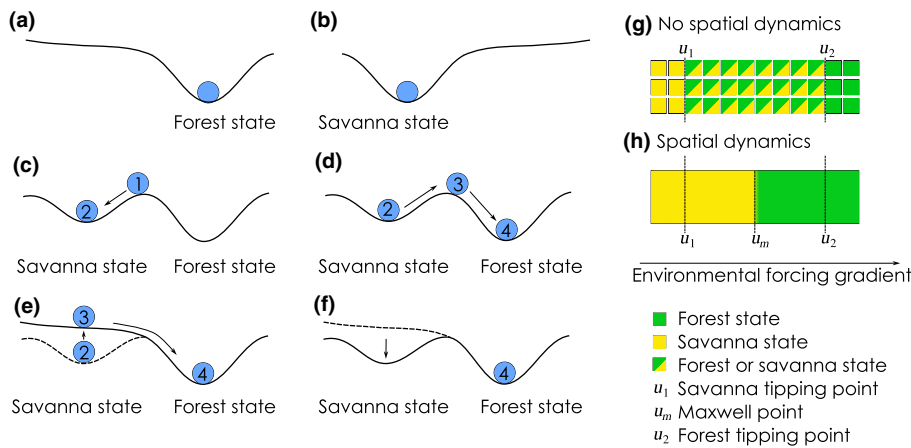 (a)
Forest state
(b)
Savanna state
(c)
1
2
Savanna state Forest state
(d)
2
3
4
Savanna state Forest state
(e)
3
2
4
Savanna state Forest state
(f)
4
Savanna state Forest state
(g) No spatial dynamics
u1 u2
(h) Spatial dynamics
u1 um u2
Environmental forcing gradient
Forest state
Savanna state
Forest or savanna state
u1 Savanna tipping point
um Maxwell point
u2 Forest tipping point